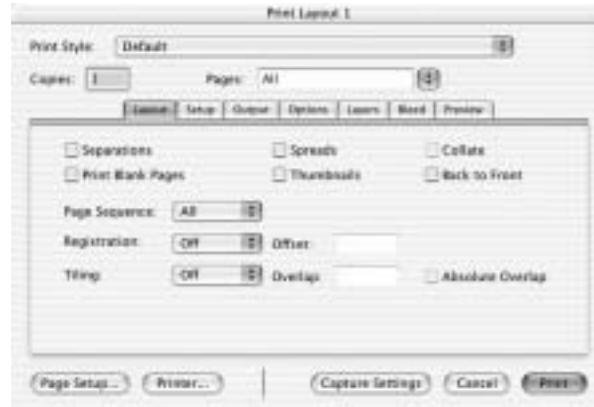 Print Layout 1
Print Style: Default
Copies: 1 Pages: All
Layout Setup Output Options Layers Bleed Preview
Separations Spreads Collate
Print Blank Pages Thumbnails Back to Front
Page Sequence: All
Registration: Off Offset:
Tiling: Off Overlap: Absolute Overlap
Page Setup... Printer... Capture Settings Cancel Print